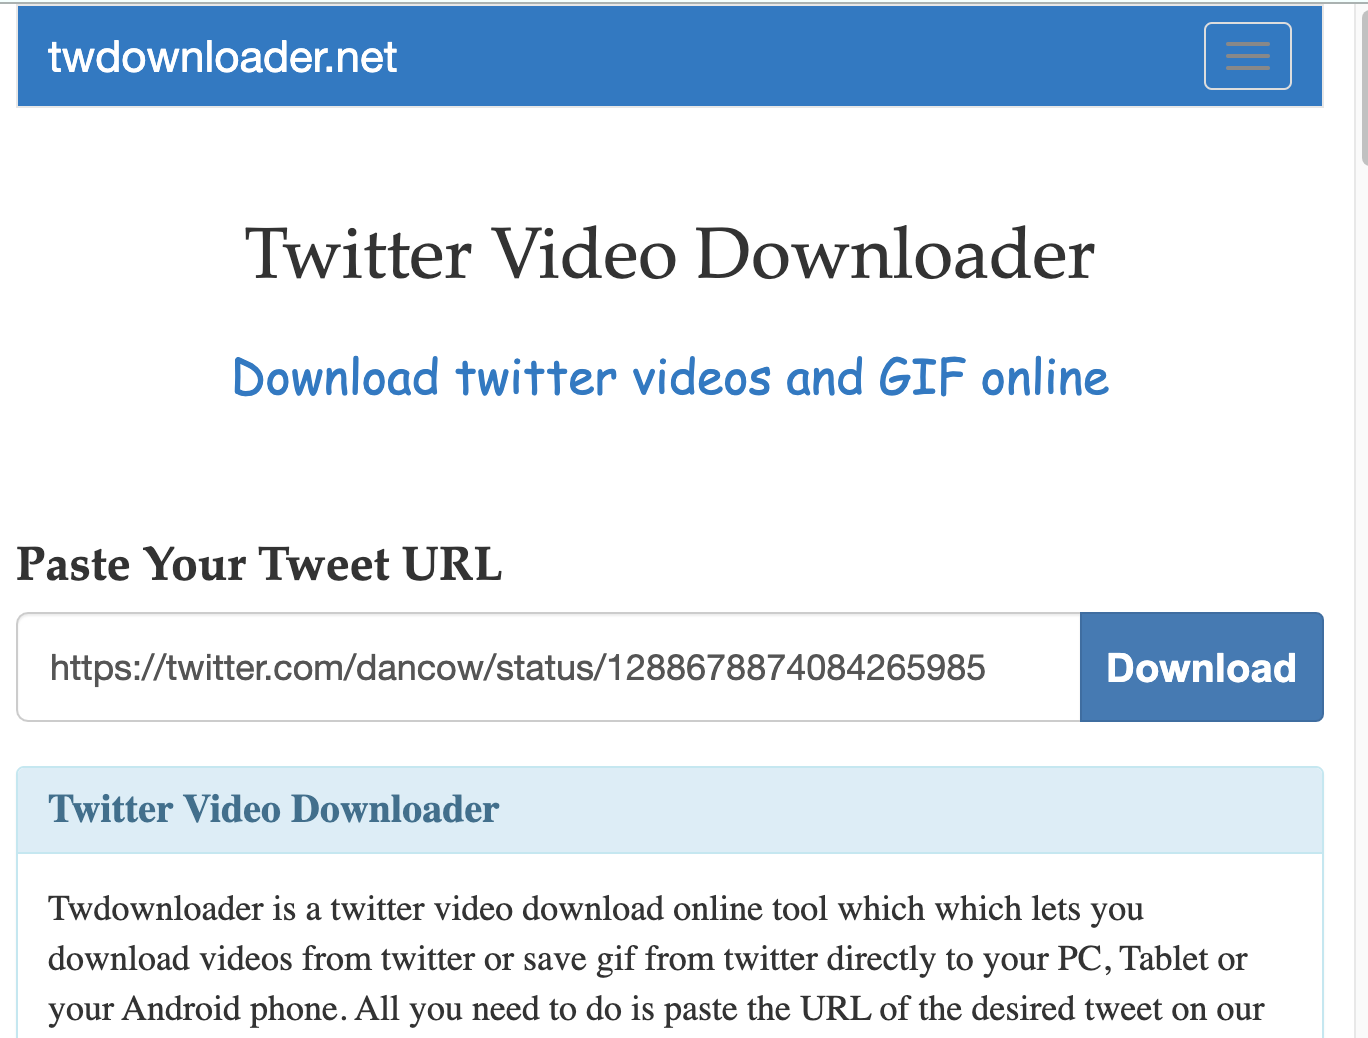 twdownloader.net
Twitter Video Downloader
Download twitter videos and GIF online
Paste Your Tweet URL
https://twitter.com/dancow/status/1288678874084265985
Download
Twitter Video Downloader
Twdownloader is a twitter video download online tool which which lets you
download videos from twitter or save gif from twitter directly to your PC, Tablet or
your Android phone. All you need to do is paste the URL of the desired tweet on our